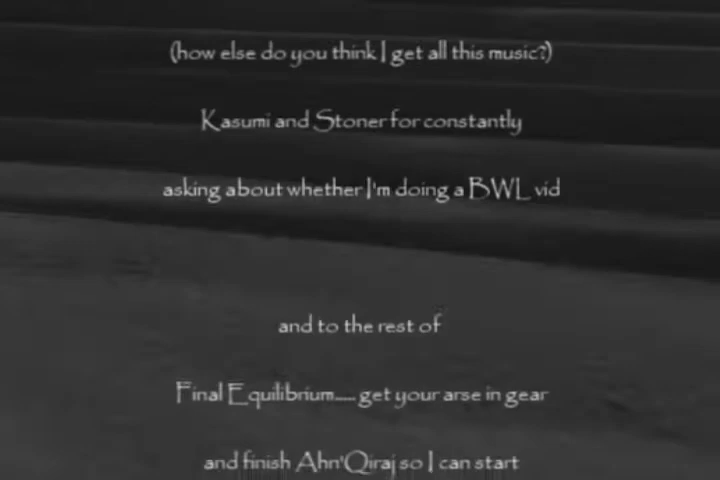 (how else do you think I get all this music?)
Kasumi and Stoner for constantly
asking about whether I'm doing a BWL vid
and to the rest of
Final Equilibrium..... get your arse in gear
and finish Ahn'Qiraj so I can start